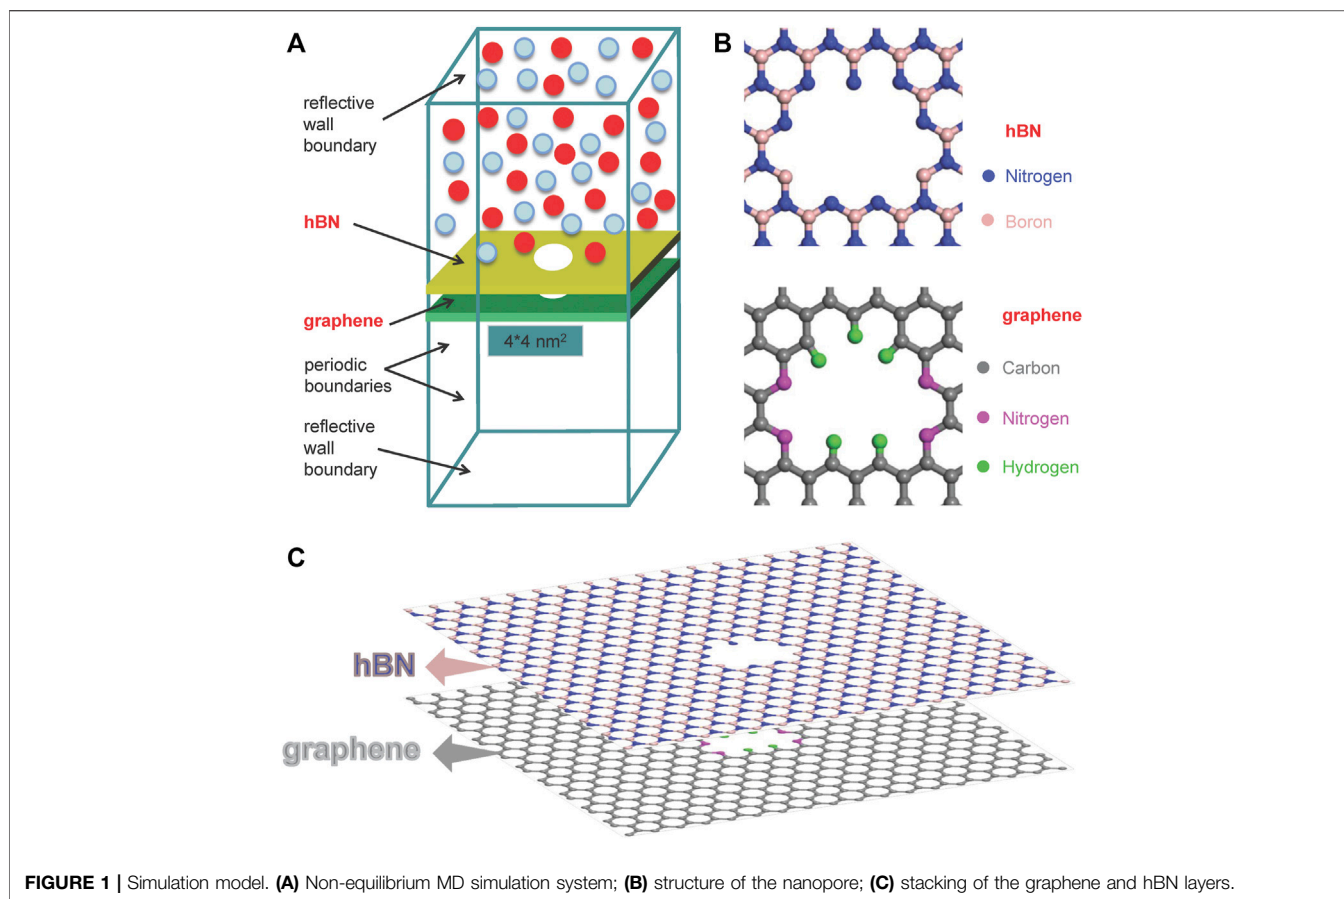 A
reflective
wall
boundary
hBN
graphene
periodic
boundaries
reflective
wall
boundary
4*4 nm²
B
hBN
Nitrogen
Boron
graphene
Carbon
Nitrogen
Hydrogen
C
hBN
graphene
FIGURE 1 | Simulation model. (A) Non-equilibrium MD simulation system; (B) structure of the nanopore; (C) stacking of the graphene and hBN layers.